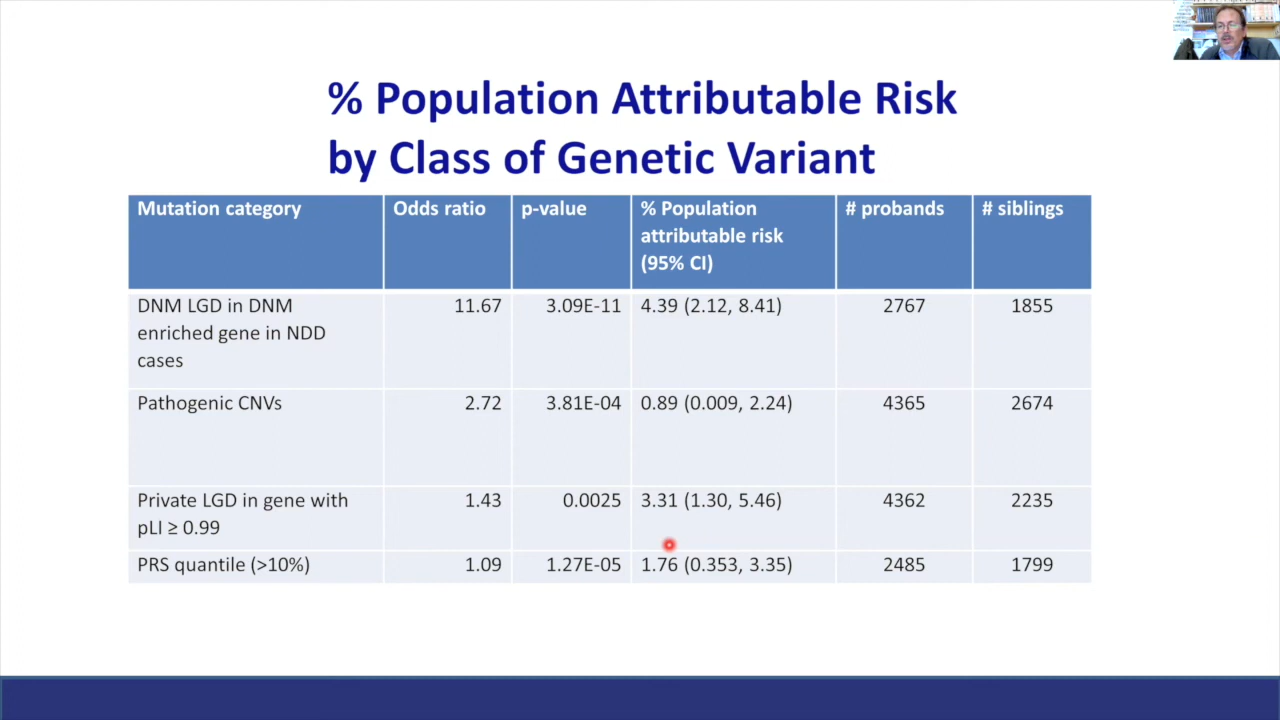 % Population Attributable Risk
by Class of Genetic Variant
Mutation category
Odds ratio
p-value
% Population
attributable risk
(95% CI)
# probands
# siblings
DNM LGD in DNM
enriched gene in NDD
cases
11.67
3.09E-11
4.39 (2.12, 8.41)
2767
1855
Pathogenic CNVs
2.72
3.81E-04
0.89 (0.009, 2.24)
4365
2674
Private LGD in gene with
pLI ≥ 0.99
1.43
0.0025
3.31 (1.30, 5.46)
4362
2235
PRS quantile (>10%)
1.09
1.27E-05
1.76 (0.353, 3.35)
2485
1799